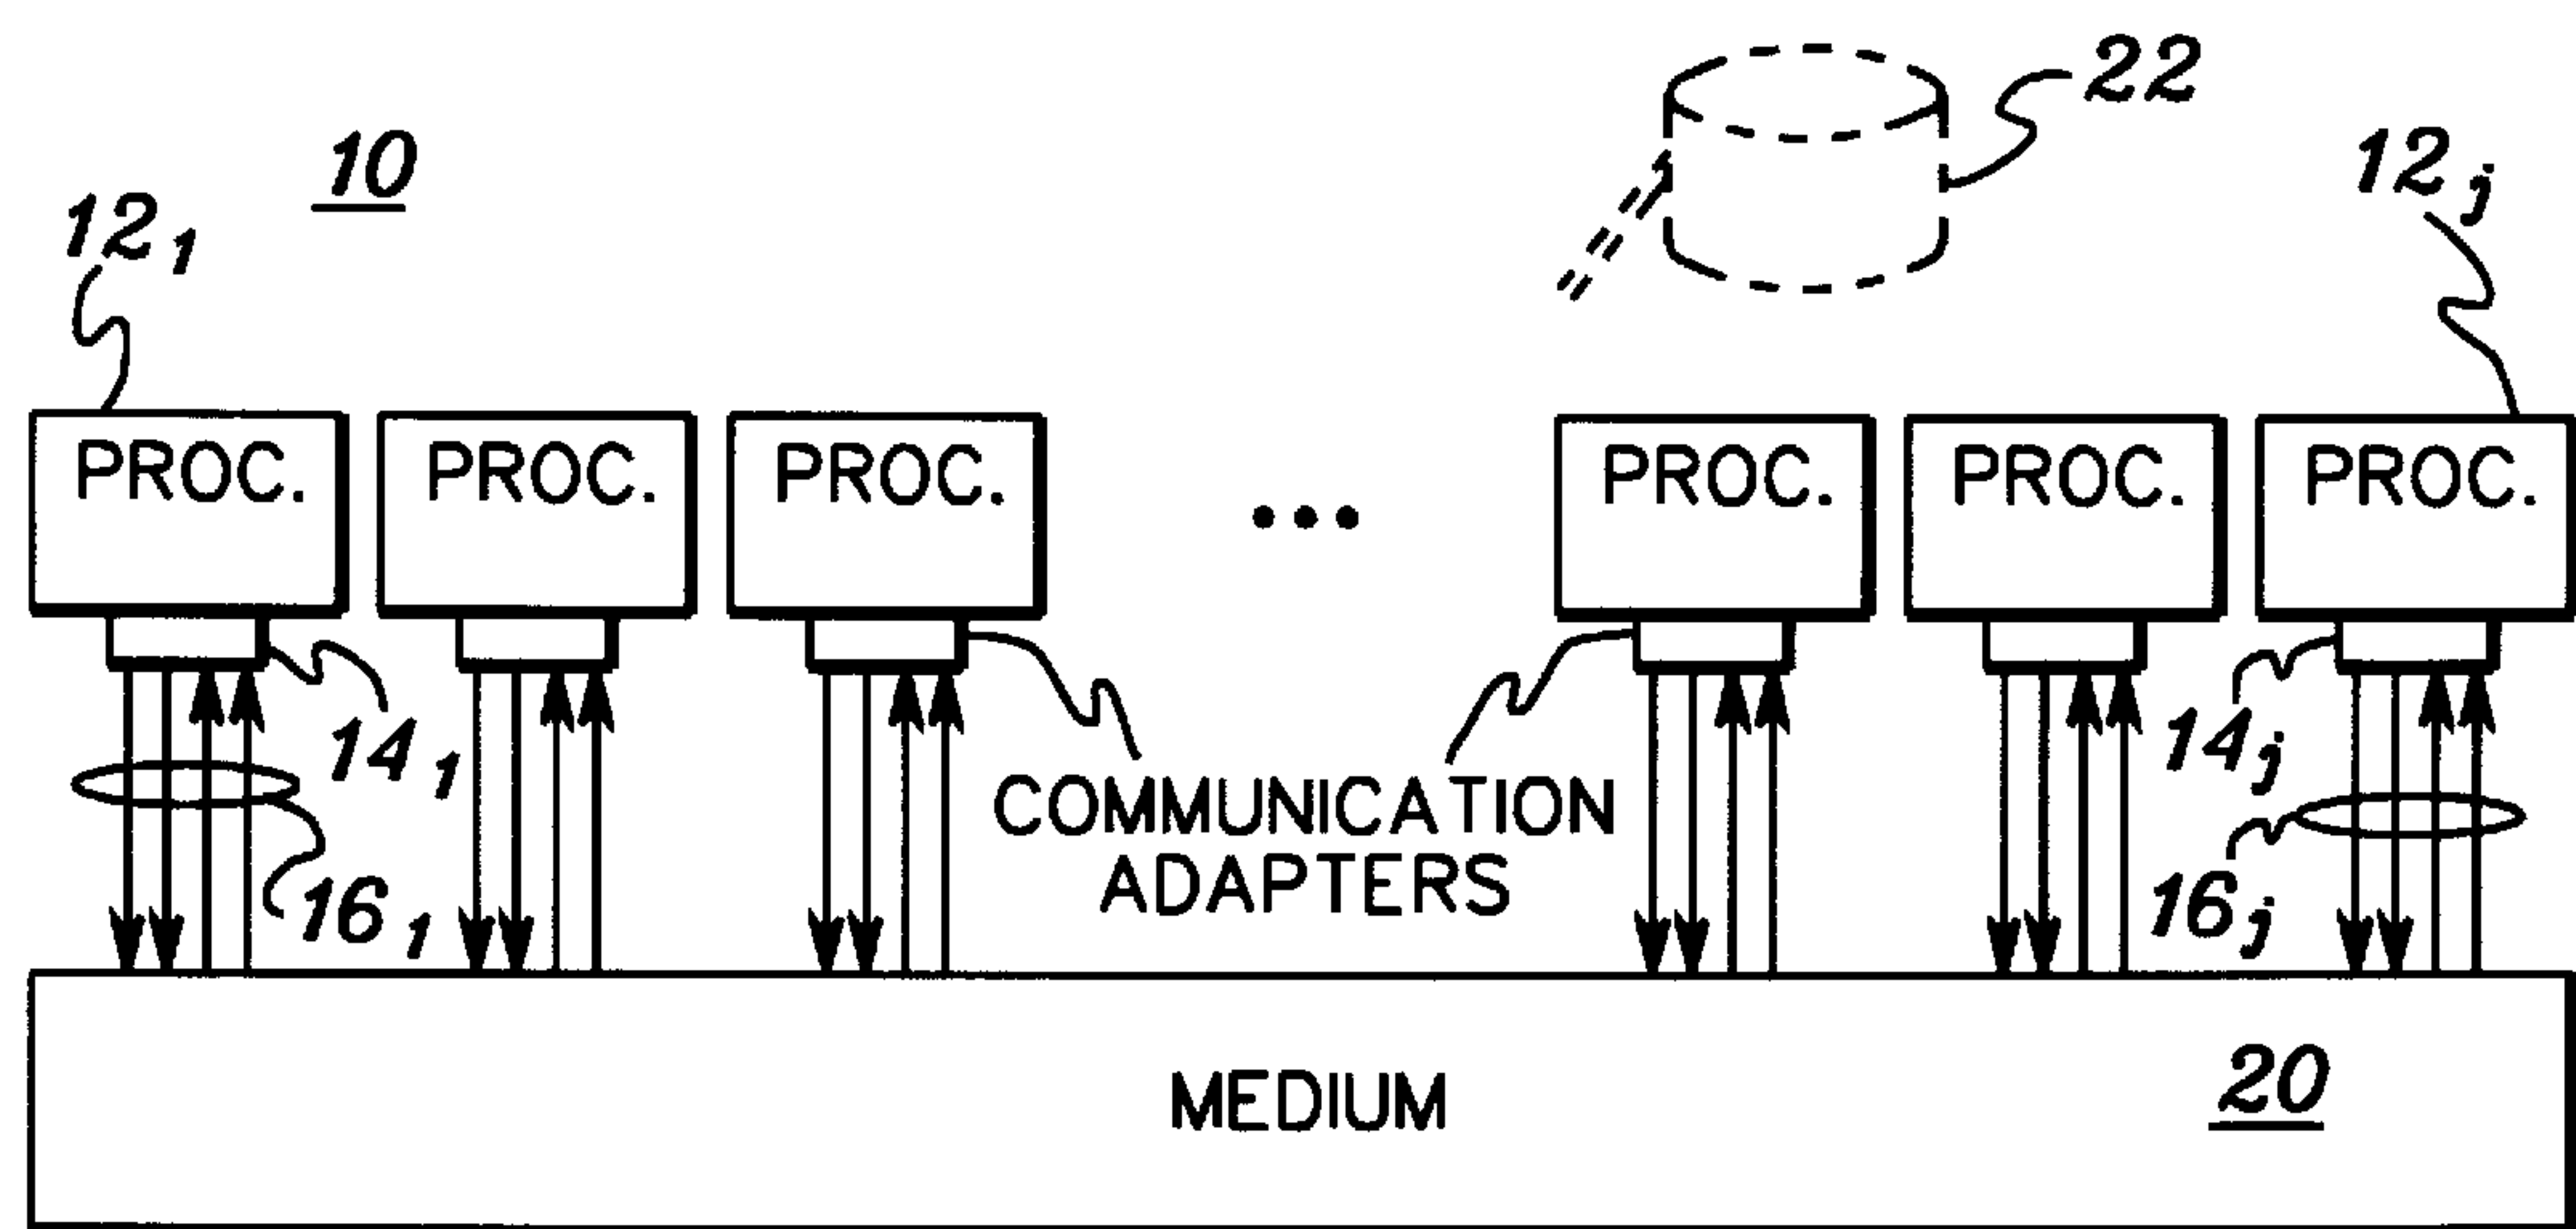 22
10
12j
121
PROC. PROC. PROC. ... PROC. PROC. PROC.
141
14j
COMMUNICATION
ADAPTERS
161
16j
MEDIUM
20